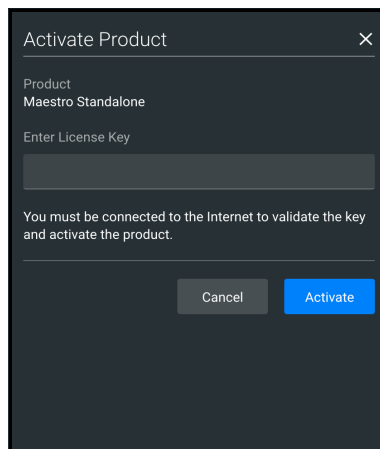 Activate Product
Product
Maestro Standalone
Enter License Key
You must be connected to the Internet to validate the key
and activate the product.
Cancel
Activate